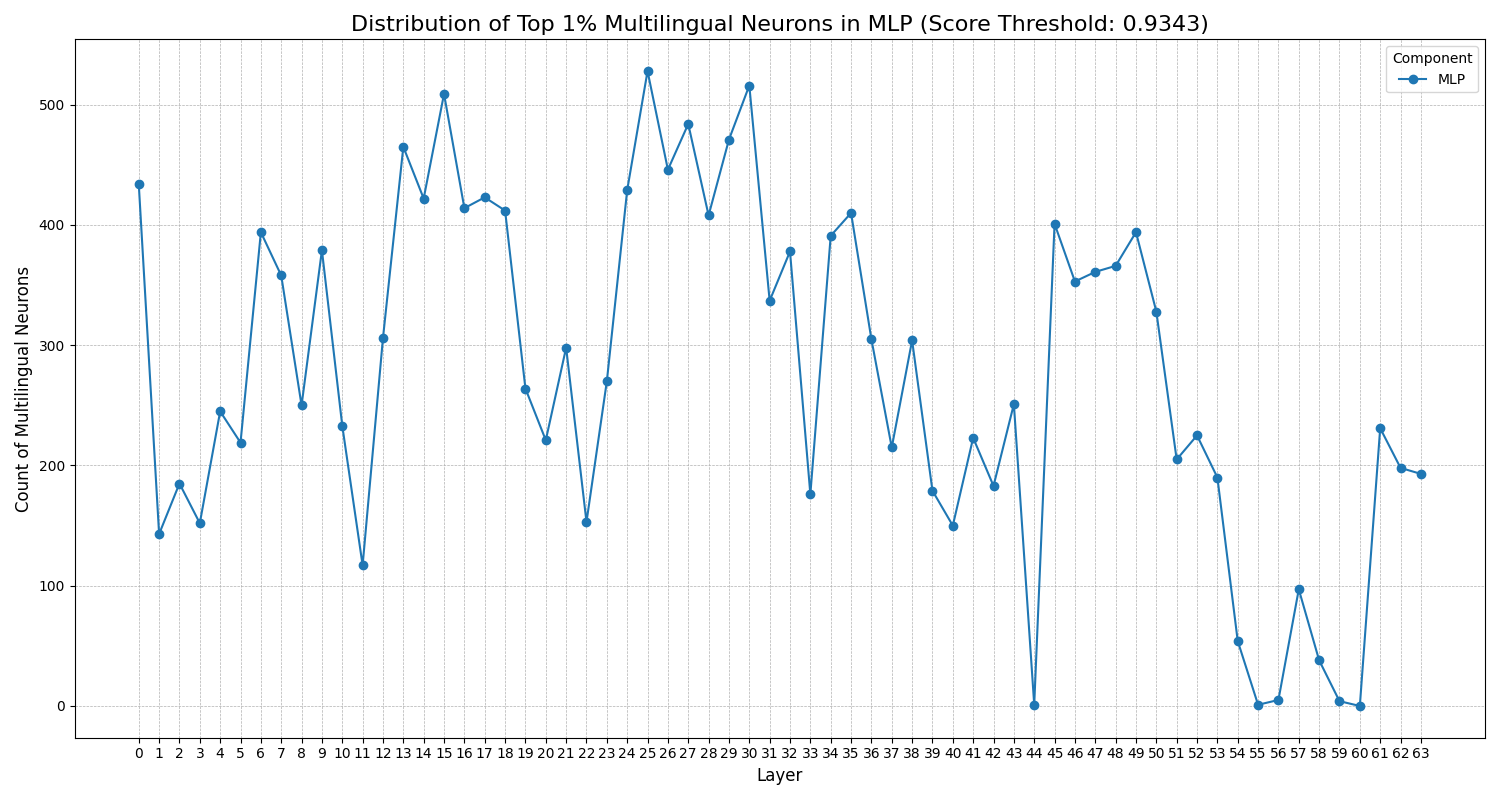 Distribution of Top 1% Multilingual Neurons in MLP (Score Threshold: 0.9343)
Component
MLP
Count of Multilingual Neurons
500
400
300
200
100
0
0 1 2 3 4 5 6 7 8 9 10 11 12 13 14 15 16 17 18 19 20 21 22 23 24 25 26 27 28 29 30 31 32 33 34 35 36 37 38 39 40 41 42 43 44 45 46 47 48 49 50 51 52 53 54 55 56 57 58 59 60 61 62 63
Layer